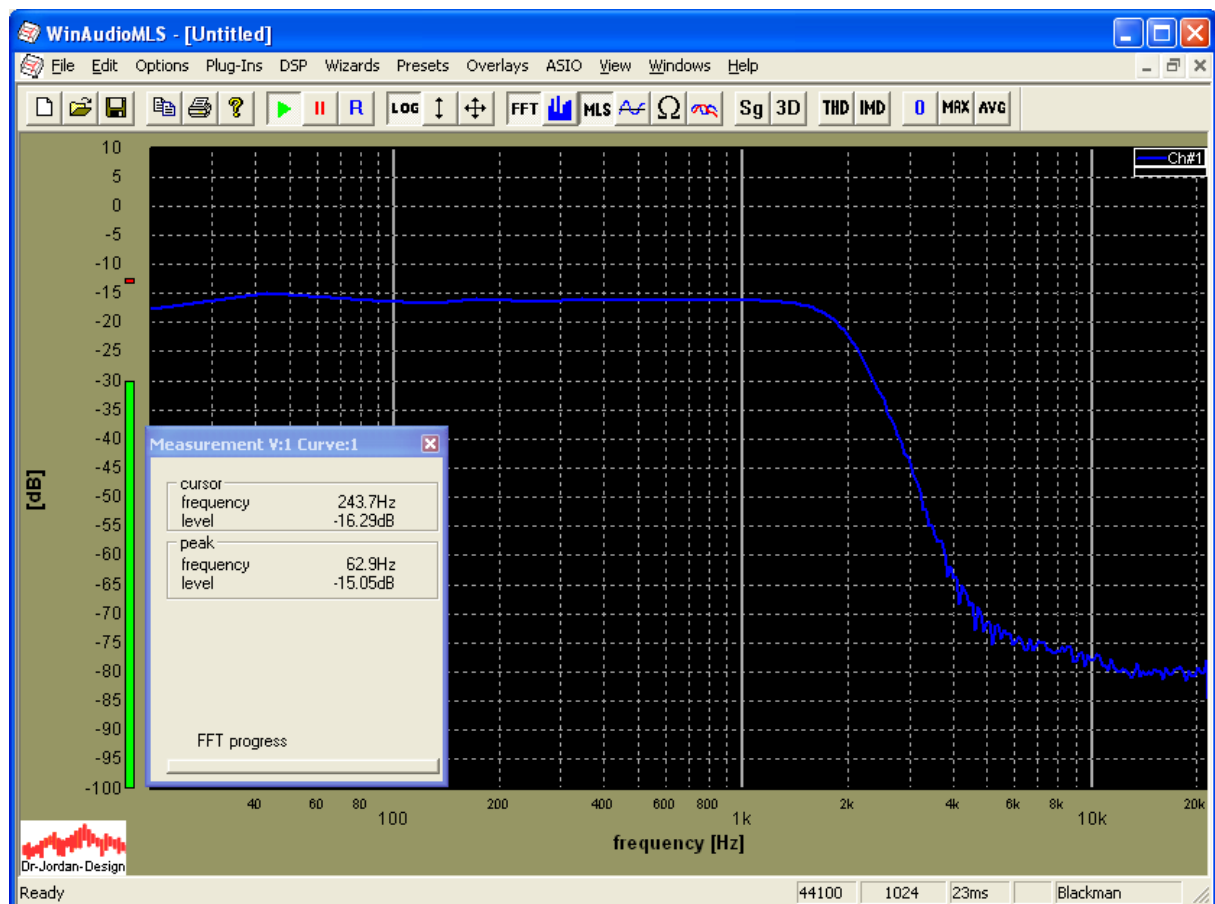 WinAudioMLS - [Untitled]
File Edit Options Plug-Ins DSP Wizards Presets Overlays ASIO View Windows Help
R LOG FFT MLS Ω Sg 3D THD IMD 0 MAX AVG
Ch#1
10
5
0
-5
-10
-15
-20
-25
-30
-35
-40
-45
-50
-55
-60
-65
-70
-75
-80
-85
-90
-95
-100
[dB]
Measurement V:1 Curve:1
cursor
frequency 243.7Hz
level -16.29dB
peak
frequency 62.9Hz
level -15.05dB
FFT progress
40 60 80 100 200 400 600 800 1k 2k 4k 6k 8k 10k 20k
frequency [Hz]
Dr-Jordan-Design
Ready 44100 1024 23ms Blackman